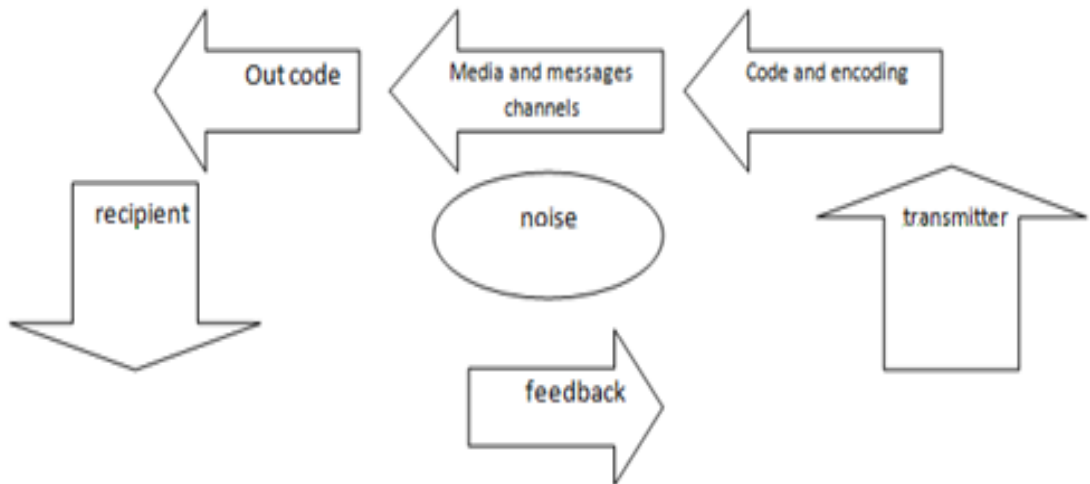 Out code
Media and messages
channels
Code and encoding
recipient
noise
transmitter
feedback